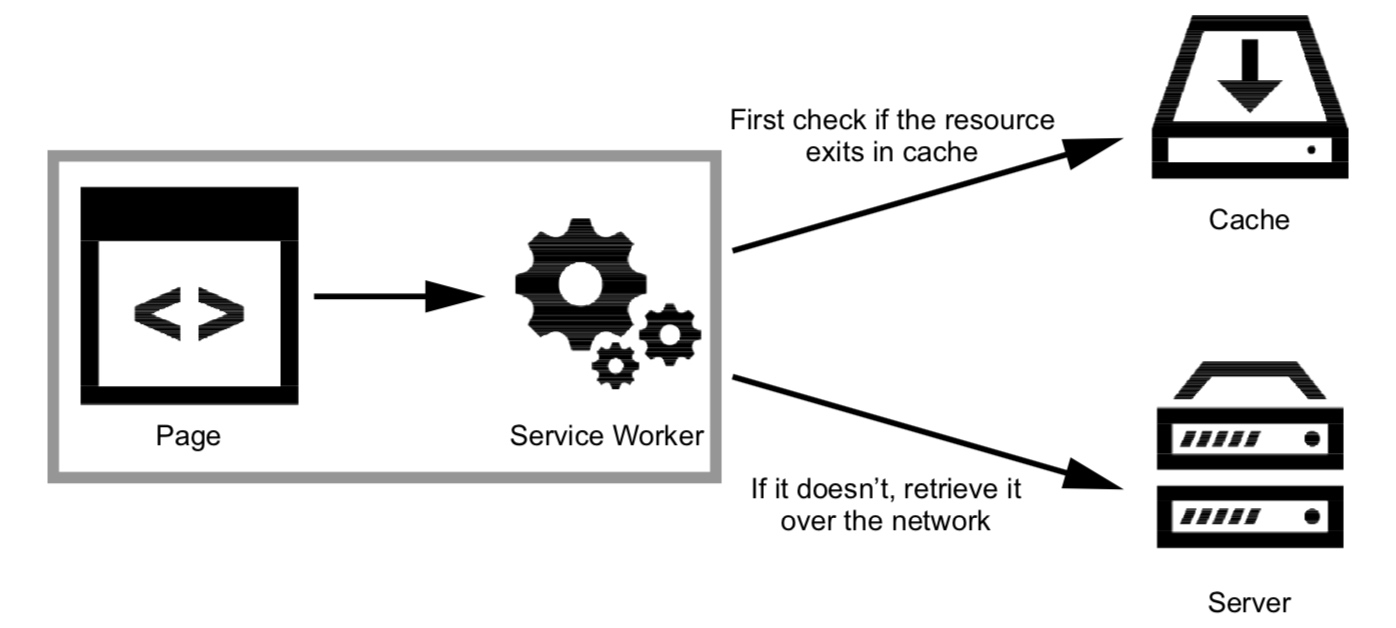 First check if the resource
exits in cache
Cache
Page
Service Worker
If it doesn’t, retrieve it
over the network
Server